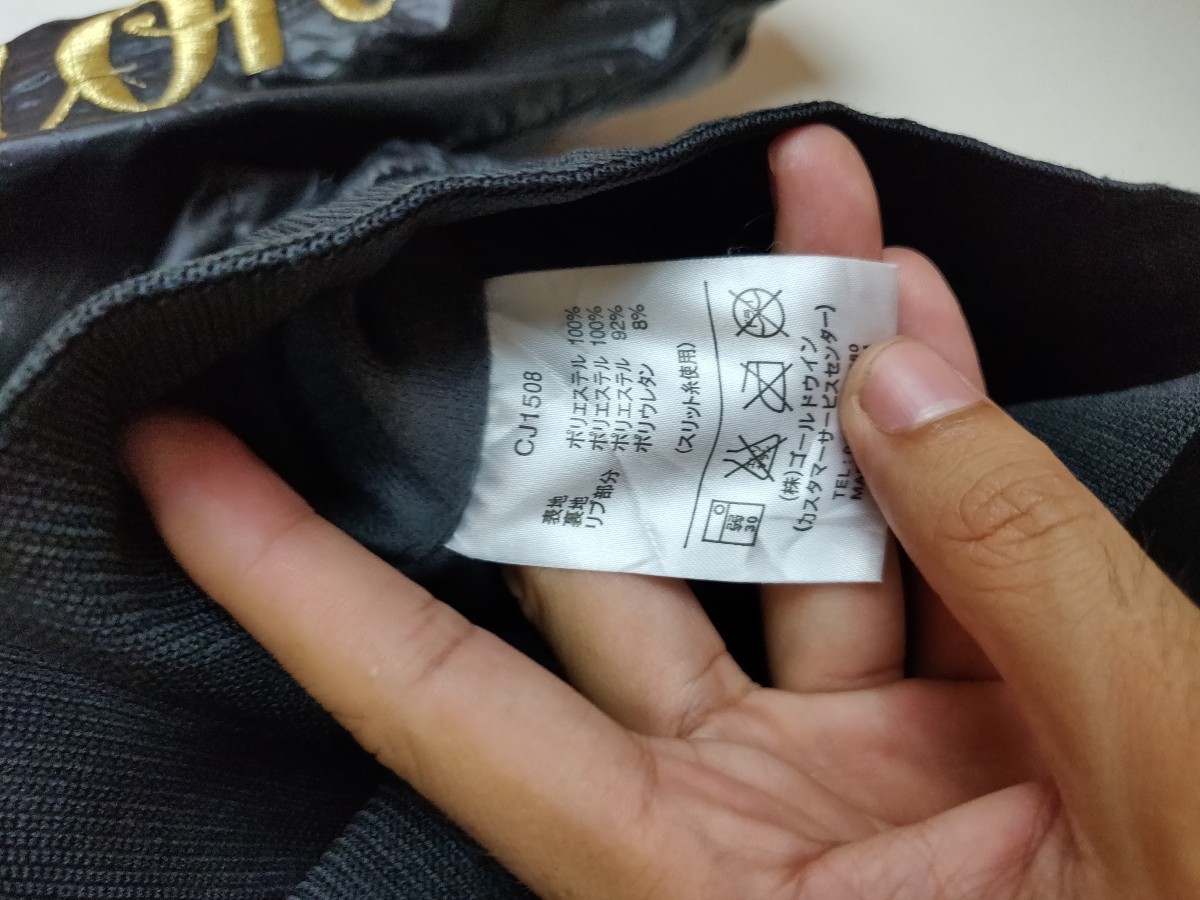 CJ1508
表地 ポリエステル 100%
裏地 ポリエステル 100%
リブ部分 ポリエステル 92%
ポリウレタン 8%
(スリット糸使用)
弱
30
(株)ゴールドウイン
(カスタマーサービスセンター)
TEL:
MA